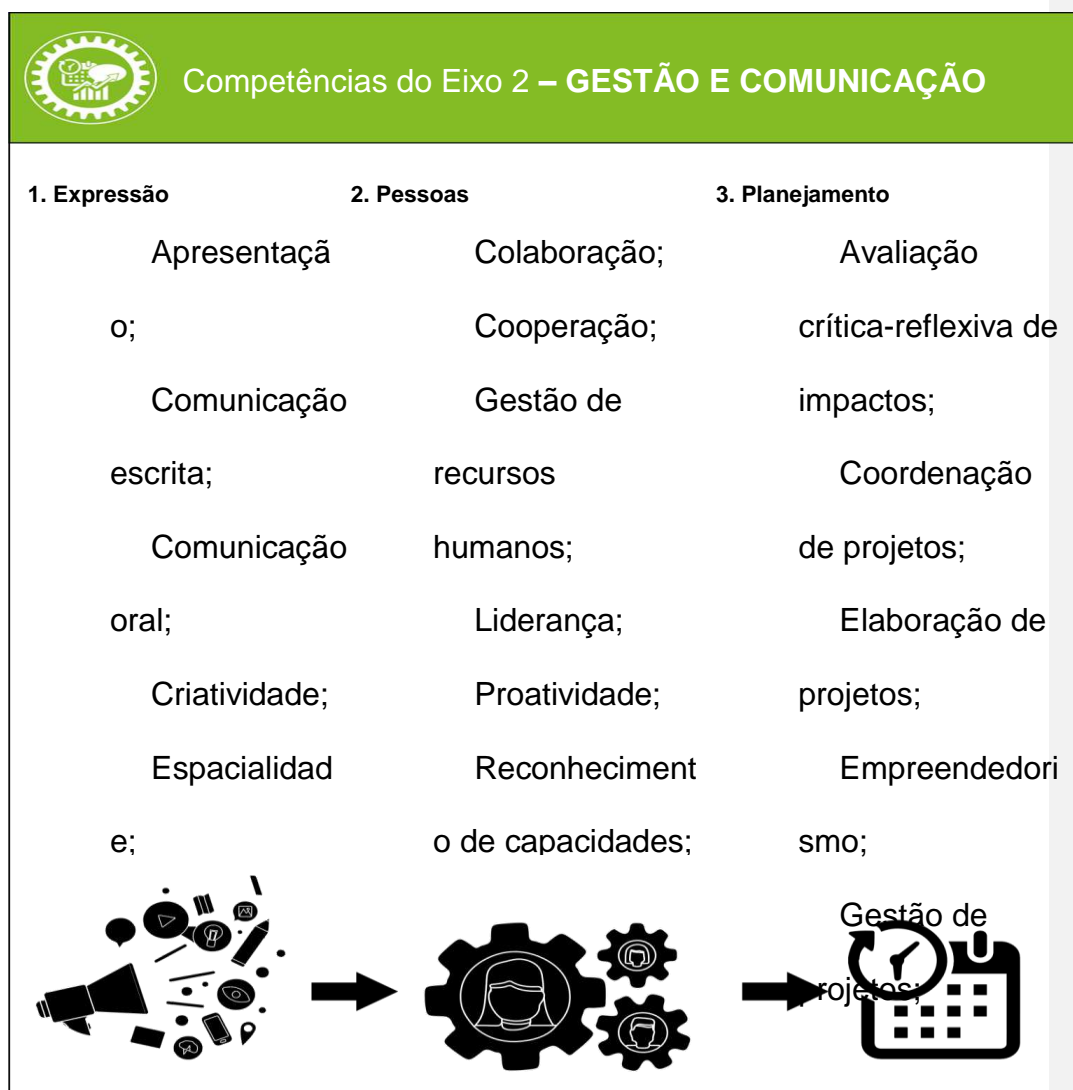 Competências do Eixo 2 – GESTÃO E COMUNICAÇÃO
1. Expressão
Apresentaçã
o;
Comunicação
escrita;
Comunicação
oral;
Criatividade;
Espacialidad
e;
2. Pessoas
Colaboração;
Cooperação;
Gestão de
recursos
humanos;
Liderança;
Proatividade;
Reconheciment
o de capacidades;
3. Planejamento
Avaliação
crítica-reflexiva de
impactos;
Coordenação
de projetos;
Elaboração de
projetos;
Empreendedori
smo;
Gestão de
projetos;